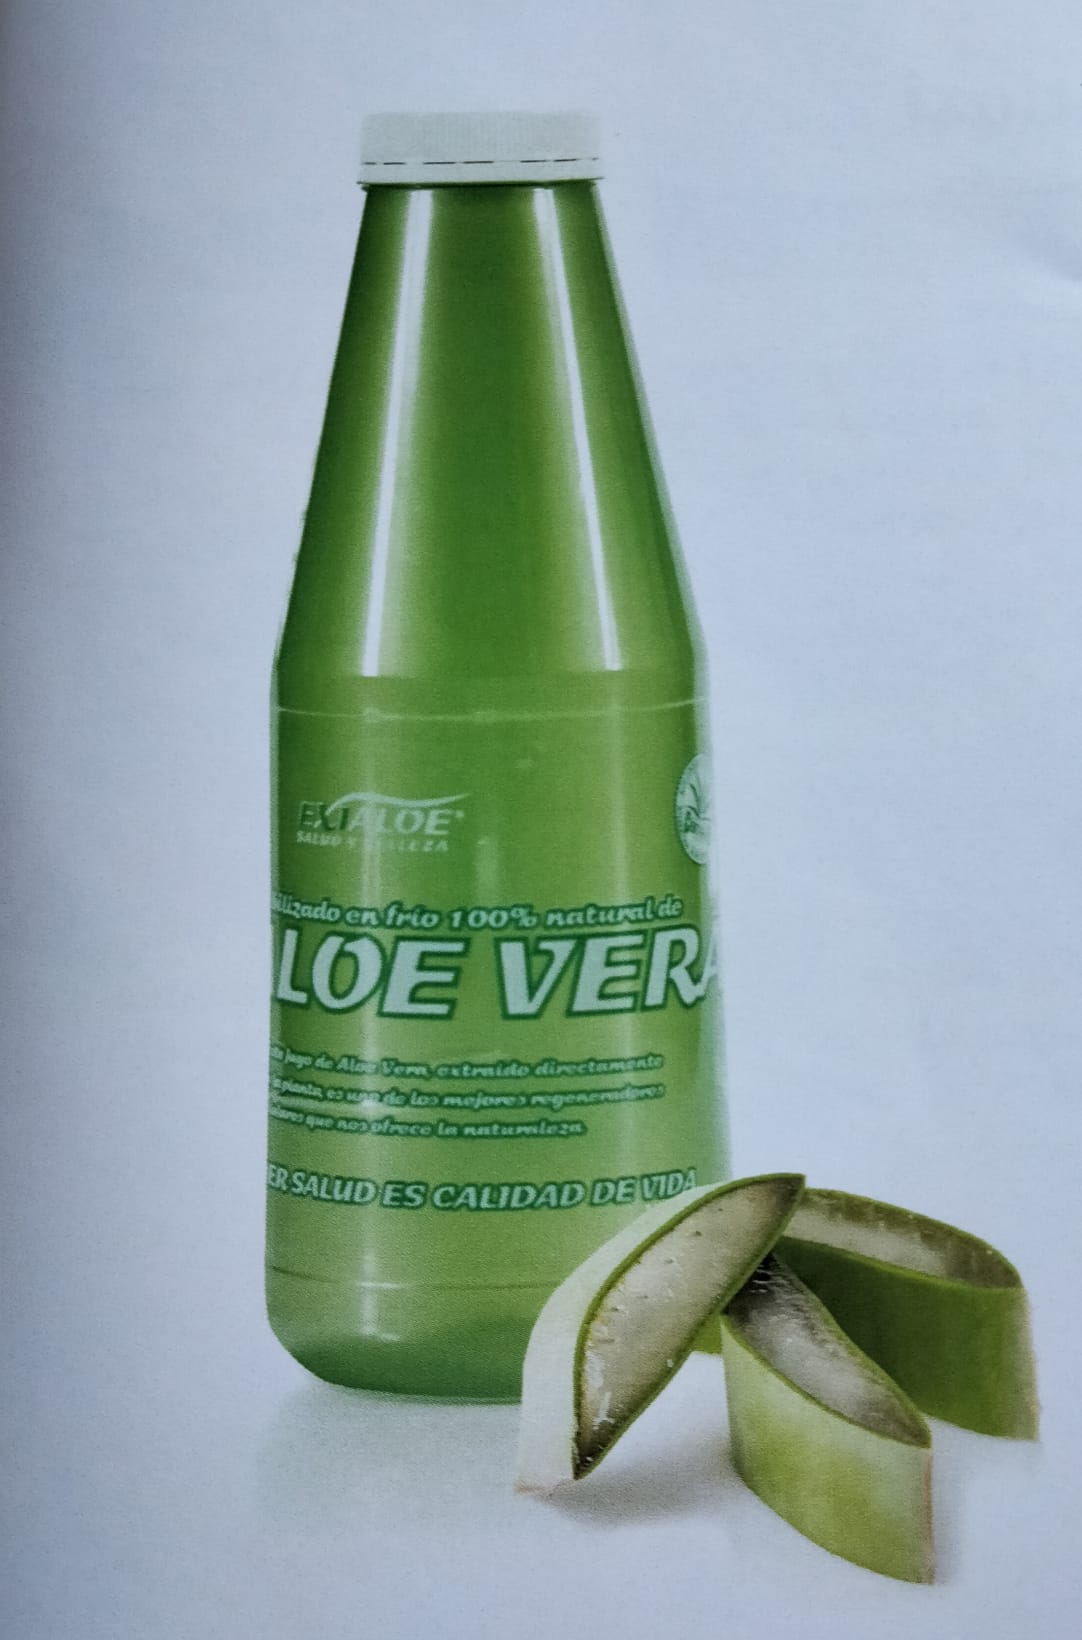 EXIALOE®
SALUD Y BELLEZA
ilizado en frío 100% natural de
LOE VERA
jugo de Aloe Vera, extraído directamente
planta, es uno de los mejores regeneradores
que nos ofrece la naturaleza.
ER SALUD ES CALIDAD DE VIDA